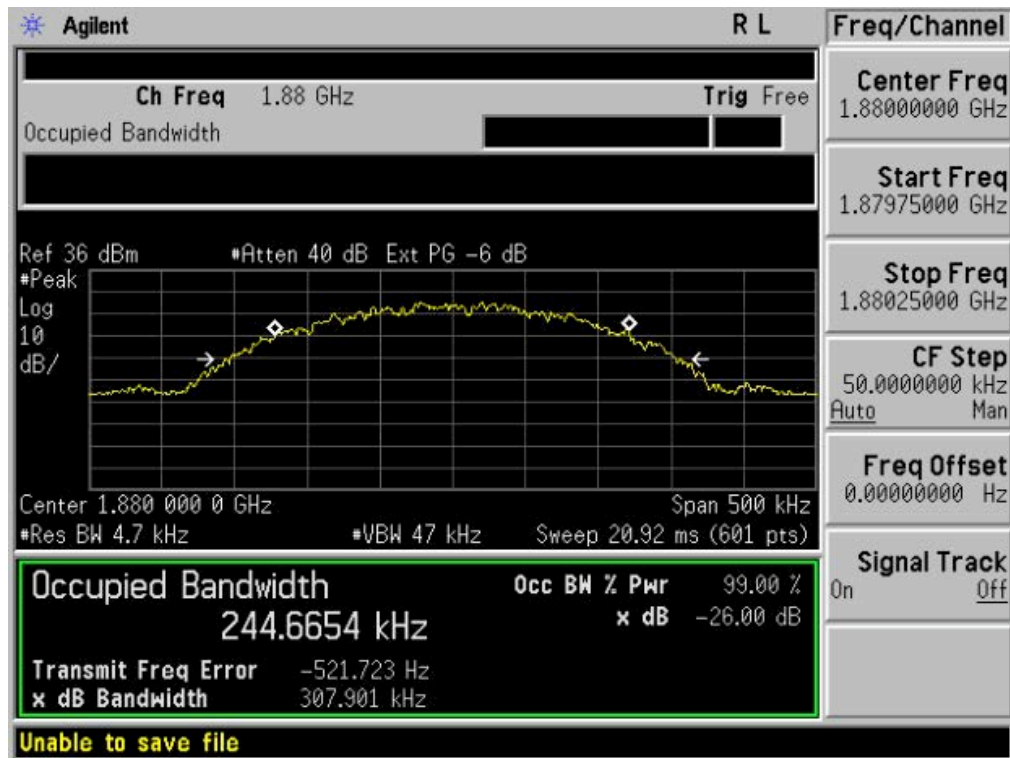 Agilent R L Freq/Channel
Ch Freq 1.88 GHz Trig Free
Occupied Bandwidth
Center Freq
1.88000000 GHz
Start Freq
1.87975000 GHz
Stop Freq
1.88025000 GHz
CF Step
50.0000000 kHz
Auto Man
Freq Offset
0.00000000 Hz
Signal Track
On Off
Ref 36 dBm #Atten 40 dB Ext PG -6 dB
#Peak
Log
10
dB/
Center 1.880 000 0 GHz Span 500 kHz
#Res BW 4.7 kHz #VBW 47 kHz Sweep 20.92 ms (601 pts)
Occupied Bandwidth Occ BW % Pwr 99.00 %
244.6654 kHz x dB -26.00 dB
Transmit Freq Error -521.723 Hz
x dB Bandwidth 307.901 kHz
Unable to save file